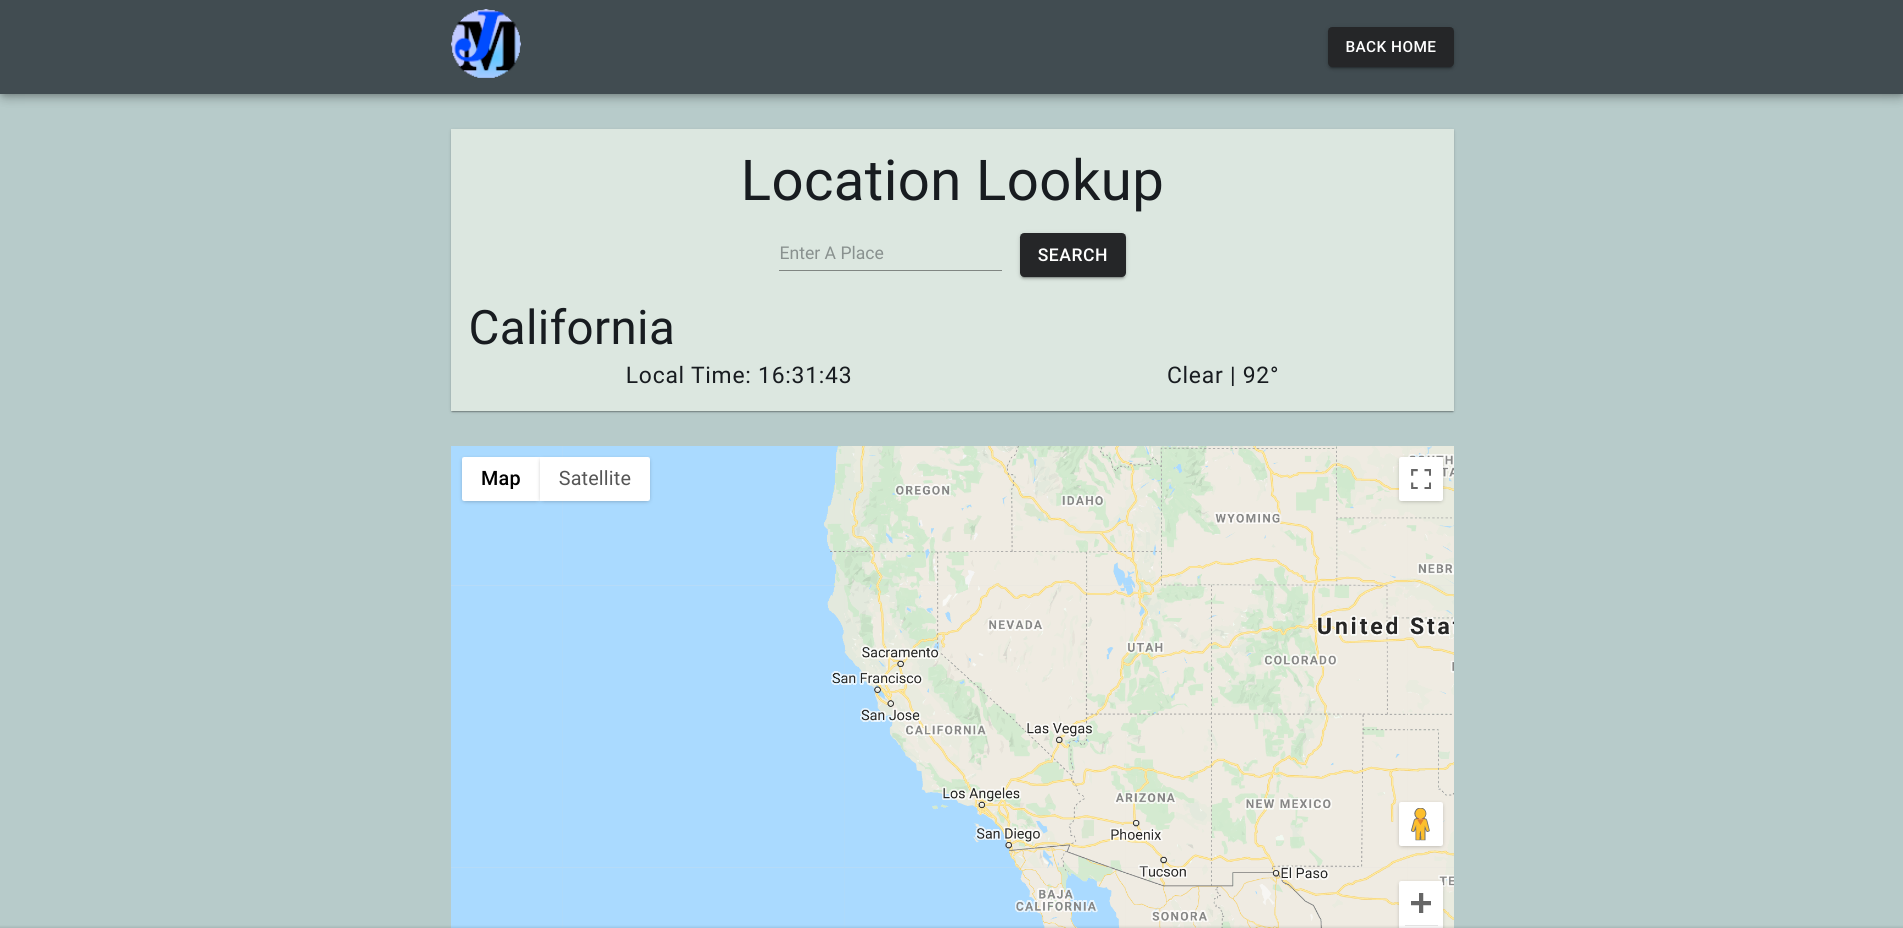 JM
BACK HOME
Location Lookup
Enter A Place
SEARCH
California
Local Time: 16:31:43
Clear | 92°
Map
Satellite
OREGON
IDAHO
WYOMING
NEBR
NEVADA
United Sta
UTAH
COLORADO
Sacramento
San Francisco
San Jose
CALIFORNIA
Las Vegas
Los Angeles
ARIZONA
NEW MEXICO
San Diego
Phoenix
Tucson
El Paso
TE
BAJA
CALIFORNIA
SONORA